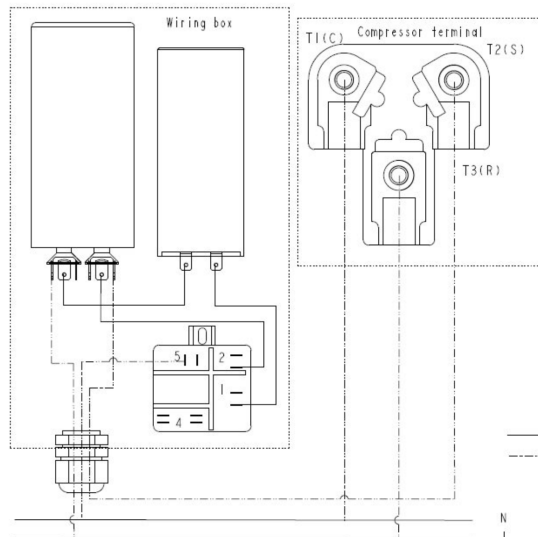 Wiring box
Compressor terminal
T1(C)
T2(S)
T3(R)
5
2
1
4
N